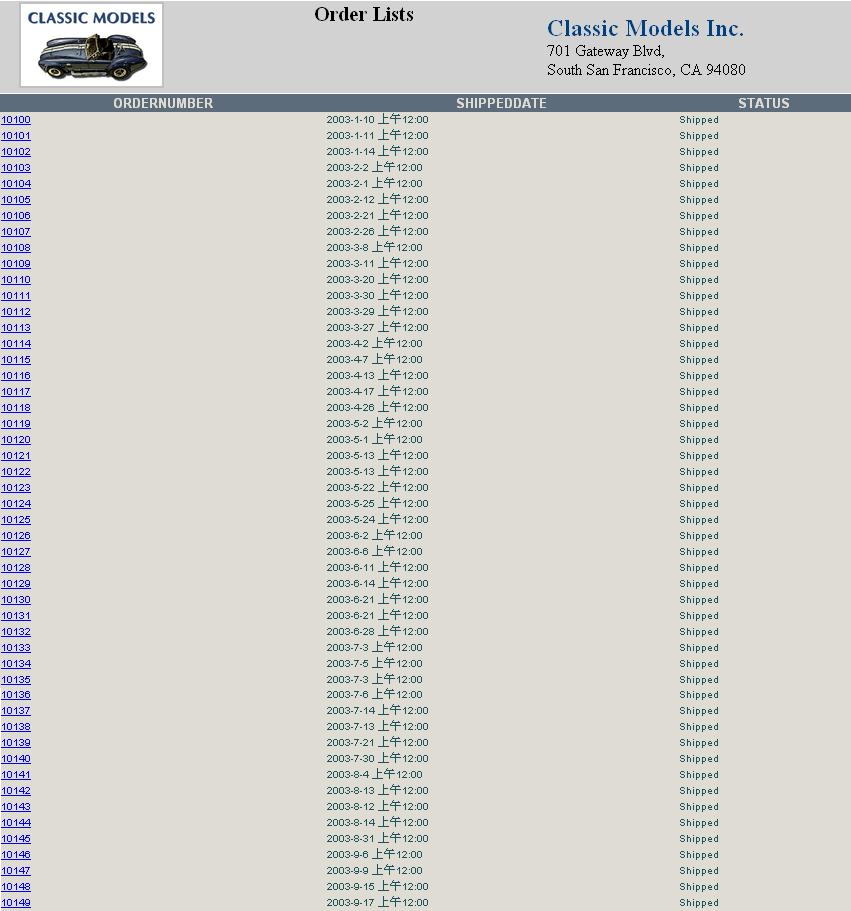 CLASSIC MODELS
Order Lists
Classic Models Inc.
701 Gateway Blvd,
South San Francisco, CA 94080
ORDERNUMBER SHIPPEDDATE STATUS
10100 2003-1-10 上午12:00 Shipped
10101 2003-1-11 上午12:00 Shipped
10102 2003-1-14 上午12:00 Shipped
10103 2003-2-2 上午12:00 Shipped
10104 2003-2-1 上午12:00 Shipped
10105 2003-2-12 上午12:00 Shipped
10106 2003-2-21 上午12:00 Shipped
10107 2003-2-26 上午12:00 Shipped
10108 2003-3-8 上午12:00 Shipped
10109 2003-3-11 上午12:00 Shipped
10110 2003-3-20 上午12:00 Shipped
10111 2003-3-30 上午12:00 Shipped
10112 2003-3-29 上午12:00 Shipped
10113 2003-3-27 上午12:00 Shipped
10114 2003-4-2 上午12:00 Shipped
10115 2003-4-7 上午12:00 Shipped
10116 2003-4-13 上午12:00 Shipped
10117 2003-4-17 上午12:00 Shipped
10118 2003-4-26 上午12:00 Shipped
10119 2003-5-2 上午12:00 Shipped
10120 2003-5-1 上午12:00 Shipped
10121 2003-5-13 上午12:00 Shipped
10122 2003-5-13 上午12:00 Shipped
10123 2003-5-22 上午12:00 Shipped
10124 2003-5-25 上午12:00 Shipped
10125 2003-5-24 上午12:00 Shipped
10126 2003-6-2 上午12:00 Shipped
10127 2003-6-6 上午12:00 Shipped
10128 2003-6-11 上午12:00 Shipped
10129 2003-6-14 上午12:00 Shipped
10130 2003-6-21 上午12:00 Shipped
10131 2003-6-21 上午12:00 Shipped
10132 2003-6-28 上午12:00 Shipped
10133 2003-7-3 上午12:00 Shipped
10134 2003-7-5 上午12:00 Shipped
10135 2003-7-3 上午12:00 Shipped
10136 2003-7-6 上午12:00 Shipped
10137 2003-7-14 上午12:00 Shipped
10138 2003-7-13 上午12:00 Shipped
10139 2003-7-21 上午12:00 Shipped
10140 2003-7-30 上午12:00 Shipped
10141 2003-8-4 上午12:00 Shipped
10142 2003-8-13 上午12:00 Shipped
10143 2003-8-12 上午12:00 Shipped
10144 2003-8-14 上午12:00 Shipped
10145 2003-8-31 上午12:00 Shipped
10146 2003-9-6 上午12:00 Shipped
10147 2003-9-9 上午12:00 Shipped
10148 2003-9-15 上午12:00 Shipped
10149 2003-9-17 上午12:00 Shipped